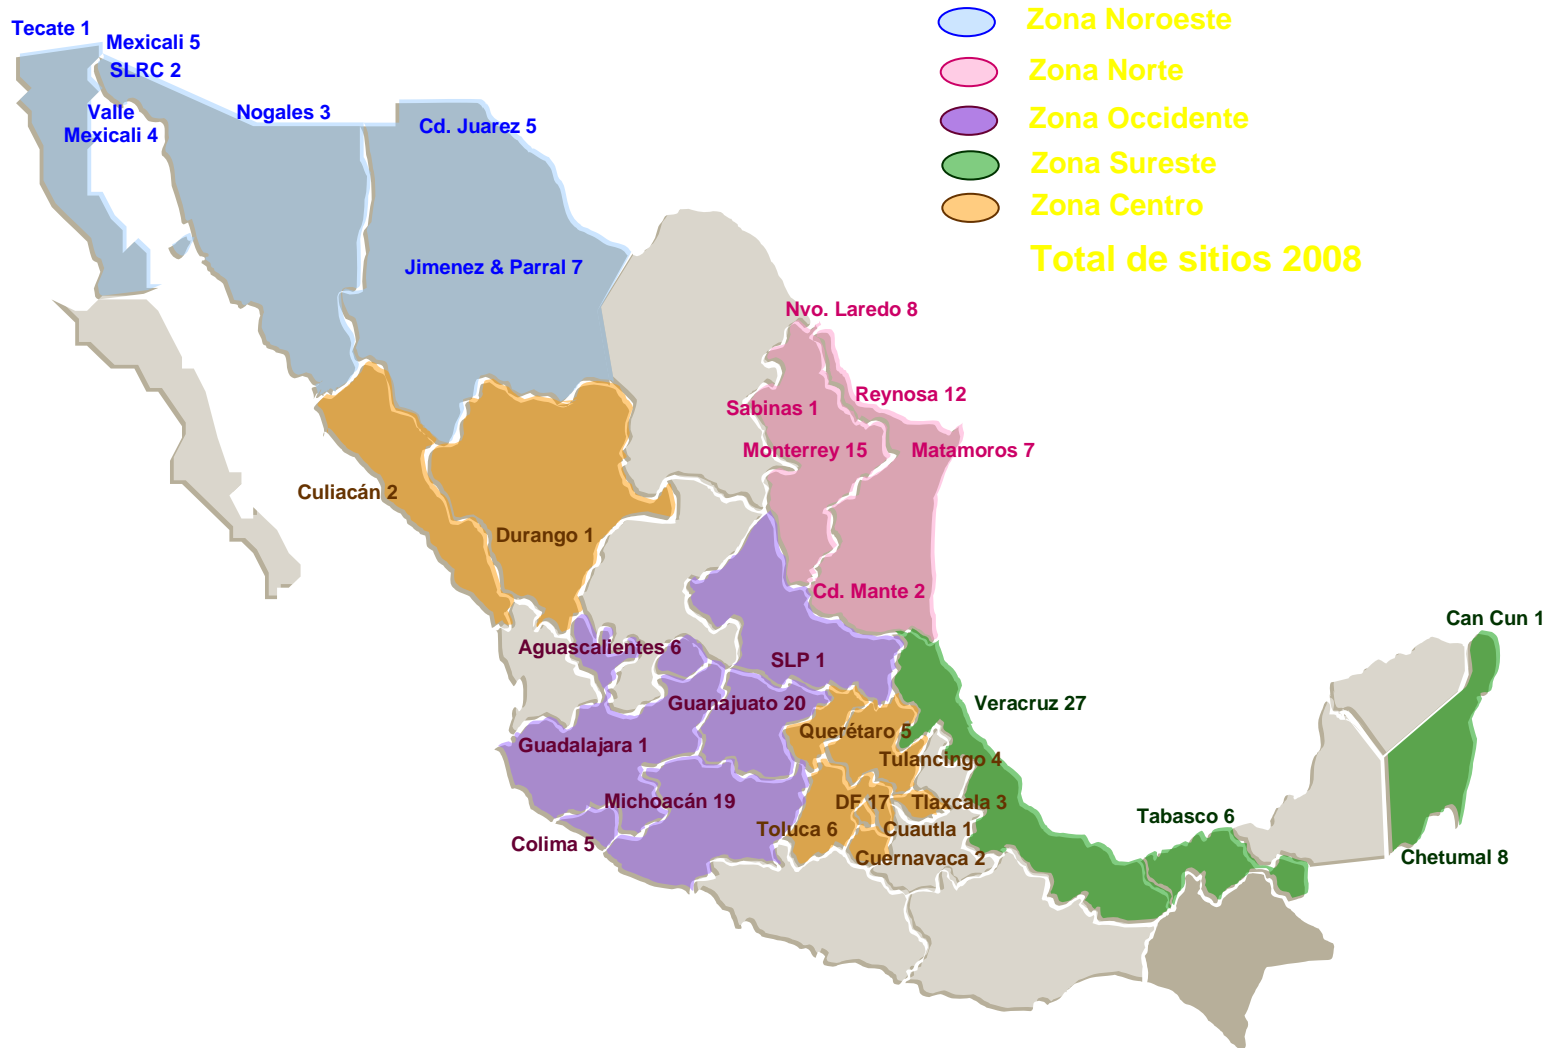 Zona Noroeste
Tecate 1
Mexicali 5
SLRC 2
Zona Norte
Valle
Mexicali 4
Nogales 3
Cd. Juarez 5
Zona Occidente
Zona Sureste
Zona Centro
Total de sitios 2008
Jimenez & Parral 7
Nvo. Laredo 8
Reynosa 12
Sabinas 1
Monterrey 15
Matamoros 7
Culiacán 2
Durango 1
Cd. Mante 2
Can Cun 1
Aguascalientes 6
SLP 1
Guanajuato 20
Veracruz 27
Querétaro 5
Guadalajara 1
Tulancingo 4
Michoacán 19
DF 17
Tlaxcala 3
Tabasco 6
Toluca 6
Cuautla 1
Colima 5
Cuernavaca 2
Chetumal 8